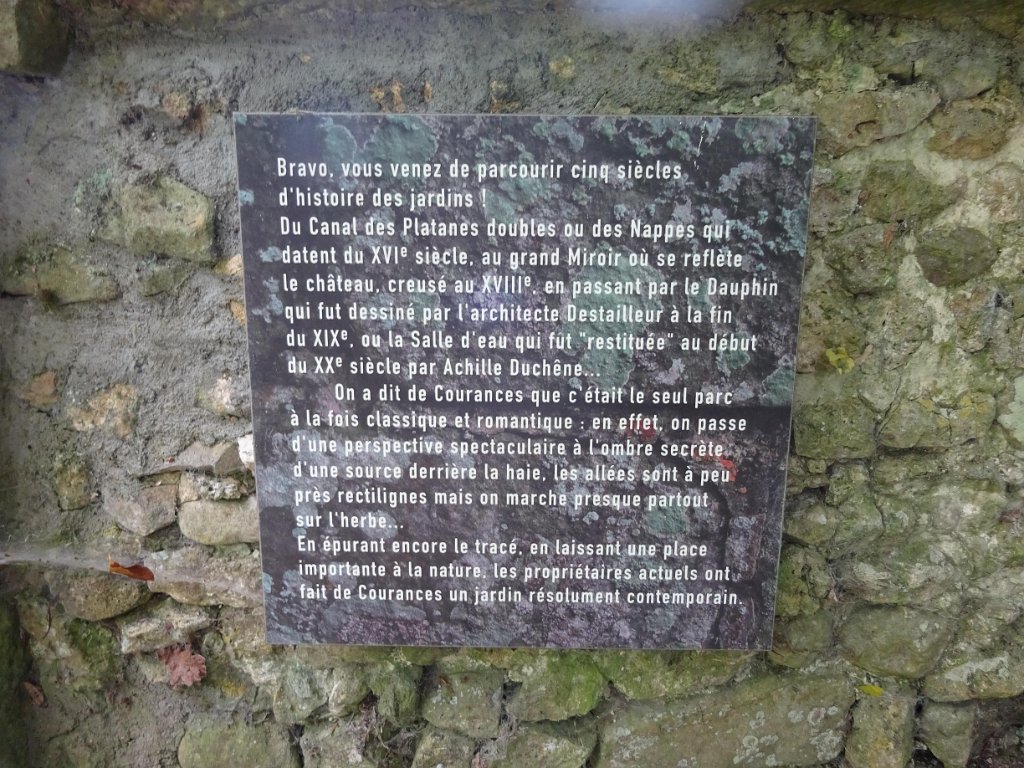 Bravo, vous venez de parcourir cinq siècles
d'histoire des jardins !
Du Canal des Platanes doubles ou des Nappes qui
datent du XVIe siècle, au grand Miroir où se reflète
le château, creusé au XVIIIe, en passant par le Dauphin
qui fut dessiné par l'architecte Destailleur à la fin
du XIXe, ou la Salle d'eau qui fût "restituée" au début
du XXe siècle par Achille Duchêne...
On a dit de Courances que c'était le seul parc
à la fois classique et romantique : en effet, on passe
d'une perspective spectaculaire à l'ombre secrète
d'une source derrière la haie, les allées sont à peu
près rectilignes mais on marche presque partout
sur l'herbe...
En épurant encore le tracé, en laissant une place
importante à la nature, les propriétaires actuels ont
fait de Courances un jardin résolument contemporain.